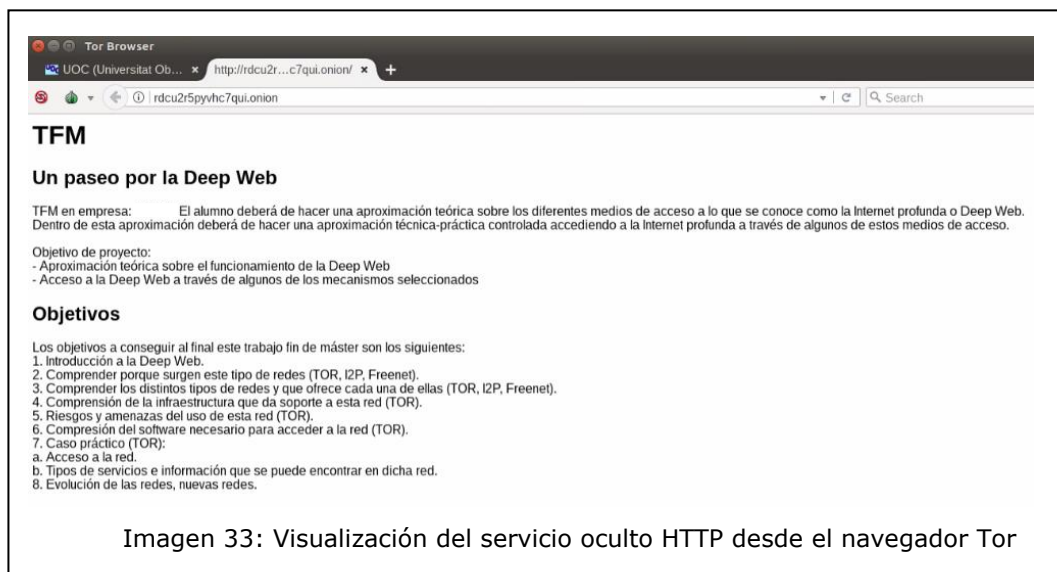 Tor Browser
UOC (Universitat Ob... × http://rdcu2r...c7qui.onion/ × +
rdcu2r5pyvhc7qui.onion Search
TFM
Un paseo por la Deep Web
TFM en empresa: El alumno deberá de hacer una aproximación teórica sobre los diferentes medios de acceso a lo que se conoce como la Internet profunda o Deep Web.
Dentro de esta aproximación deberá de hacer una aproximación técnica-práctica controlada accediendo a la Internet profunda a través de algunos de estos medios de acceso.
Objetivo de proyecto:
- Aproximación teórica sobre el funcionamiento de la Deep Web
- Acceso a la Deep Web a través de algunos de los mecanismos seleccionados
Objetivos
Los objetivos a conseguir al final este trabajo fin de máster son los siguientes:
1. Introducción a la Deep Web.
2. Comprender porque surgen este tipo de redes (TOR, I2P, Freenet).
3. Comprender los distintos tipos de redes y que ofrece cada una de ellas (TOR, I2P, Freenet).
4. Comprensión de la infraestructura que da soporte a esta red (TOR).
5. Riesgos y amenazas del uso de esta red (TOR).
6. Compresión del software necesario para acceder a la red (TOR).
7. Caso práctico (TOR):
a. Acceso a la red.
b. Tipos de servicios e información que se puede encontrar en dicha red.
8. Evolución de las redes, nuevas redes.
Imagen 33: Visualización del servicio oculto HTTP desde el navegador Tor